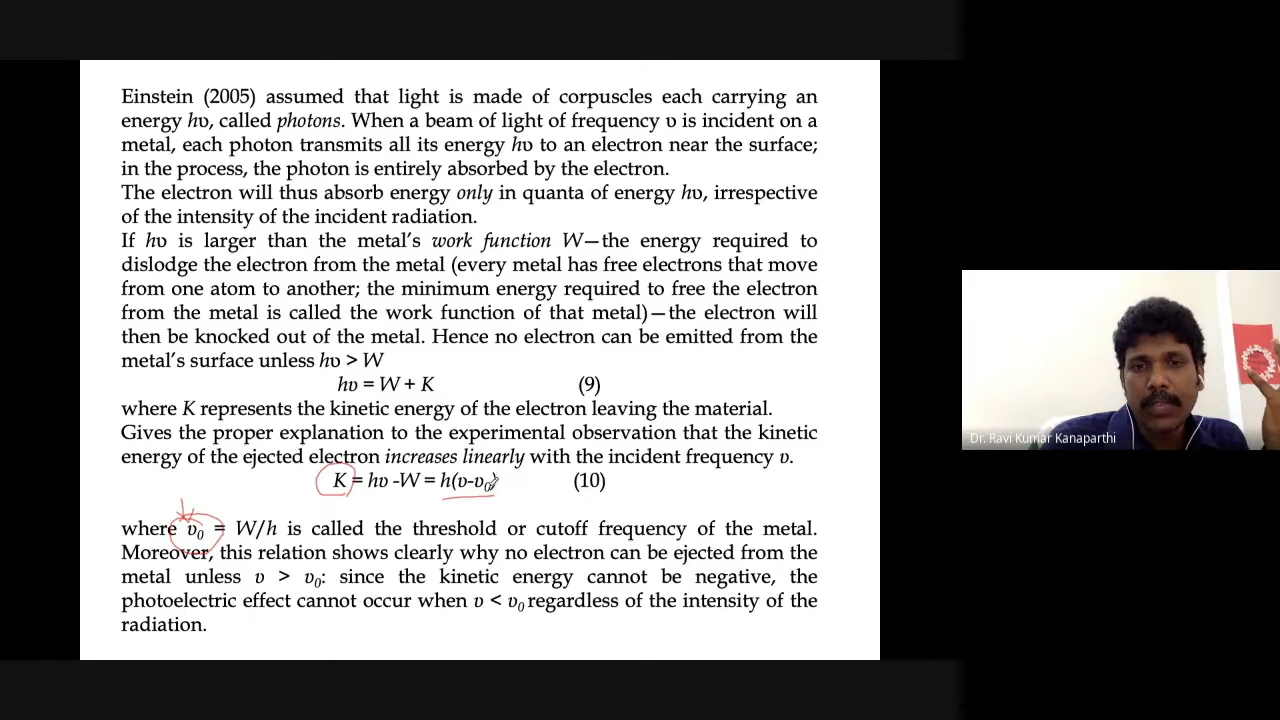 Einstein (2005) assumed that light is made of corpuscles each carrying an
energy hυ, called photons. When a beam of light of frequency υ is incident on a
metal, each photon transmits all its energy hυ to an electron near the surface;
in the process, the photon is entirely absorbed by the electron.
The electron will thus absorb energy only in quanta of energy hυ, irrespective
of the intensity of the incident radiation.
If hυ is larger than the metal's work function W—the energy required to
dislodge the electron from the metal (every metal has free electrons that move
from one atom to another; the minimum energy required to free the electron
from the metal is called the work function of that metal)—the electron will
then be knocked out of the metal. Hence no electron can be emitted from the
metal's surface unless hυ > W
hυ = W + K (9)
where K represents the kinetic energy of the electron leaving the material.
Gives the proper explanation to the experimental observation that the kinetic
energy of the ejected electron increases linearly with the incident frequency υ.
K = hυ -W = h(υ-υ₀) (10)
where υ₀ = W/h is called the threshold or cutoff frequency of the metal.
Moreover, this relation shows clearly why no electron can be ejected from the
metal unless υ > υ₀: since the kinetic energy cannot be negative, the
photoelectric effect cannot occur when υ < υ₀ regardless of the intensity of the
radiation.
Dr. Ravi Kumar Kanaparthi